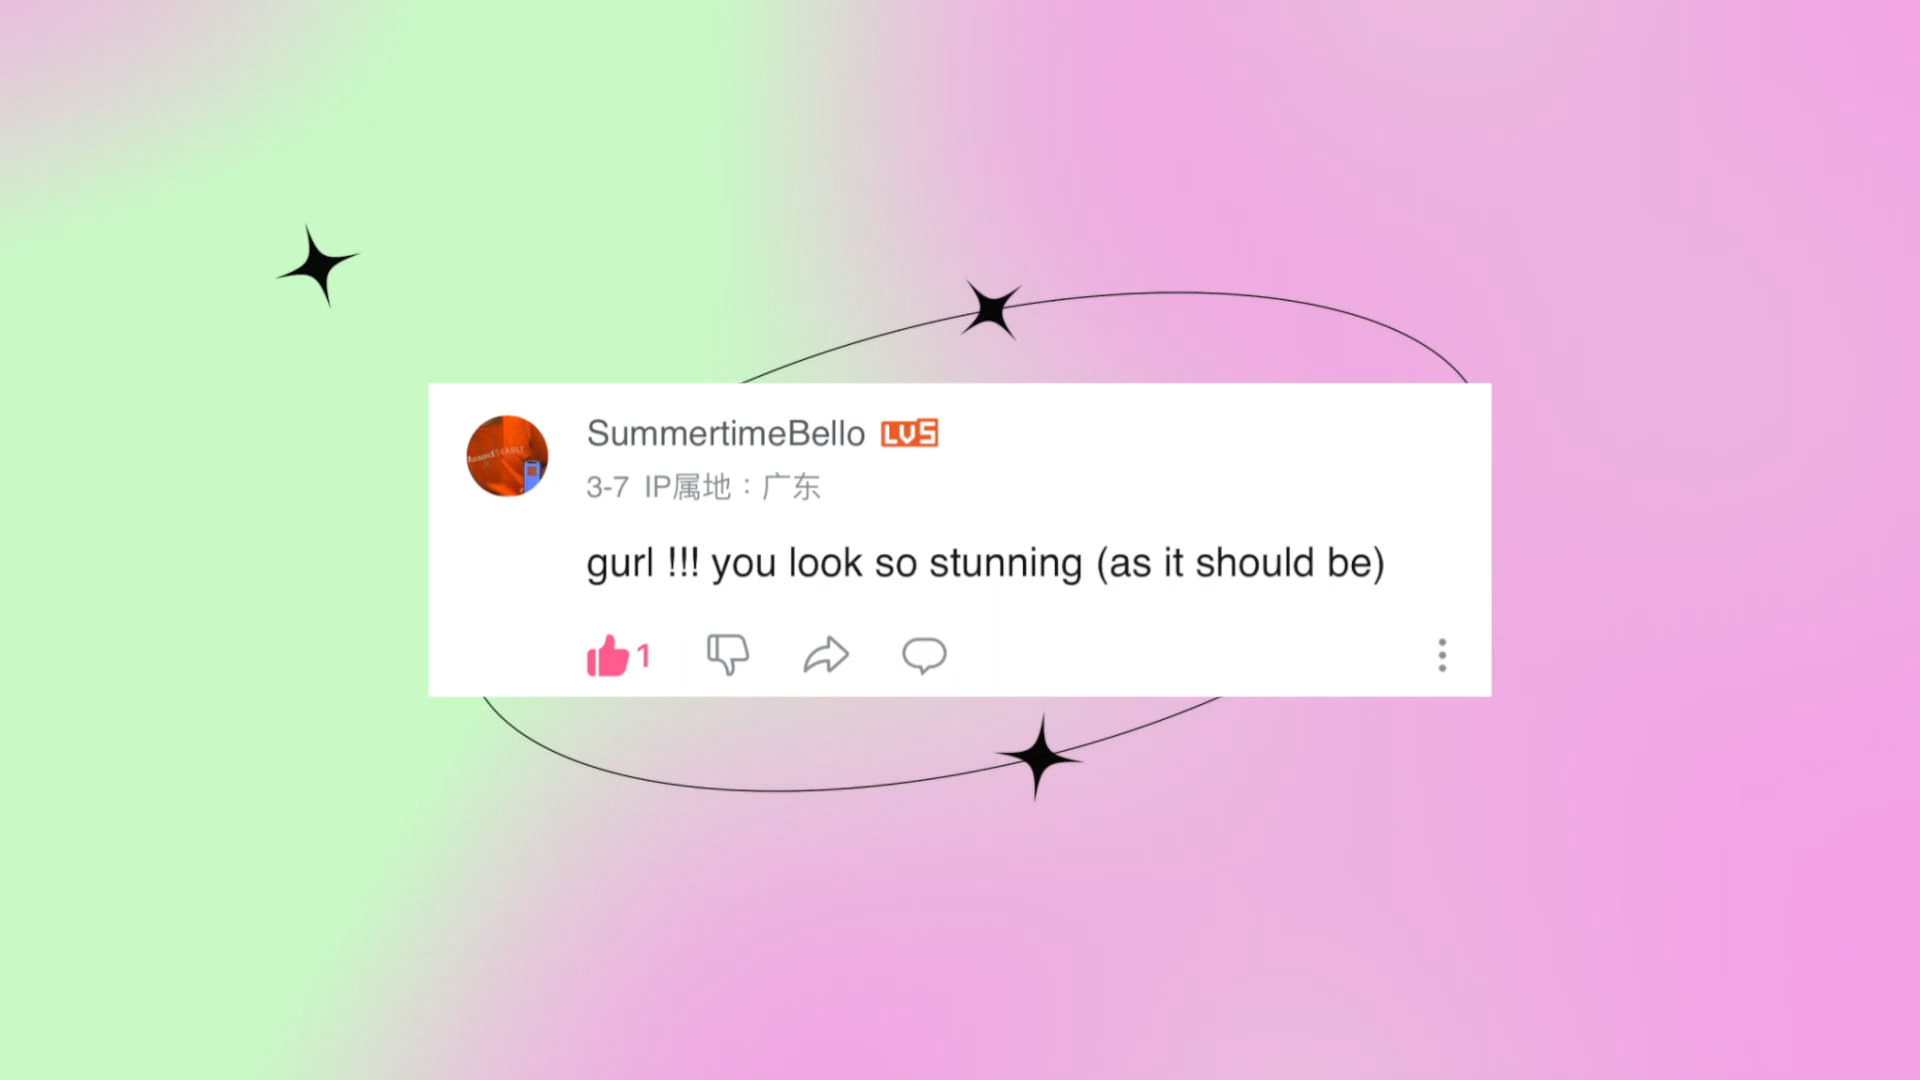 SummertimeBello LV5
3-7 IP属地：广东
gurl !!! you look so stunning (as it should be)
1